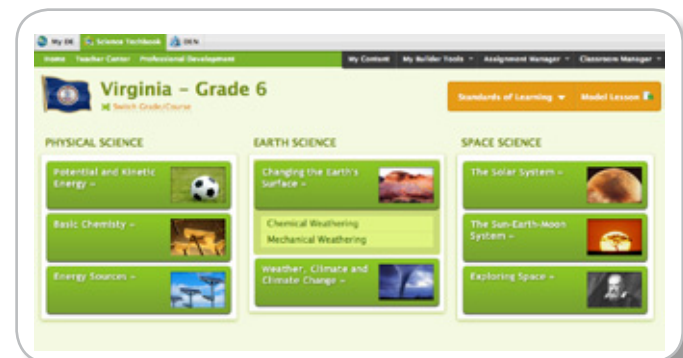 My DE Science Techbook DEN
Home Teacher Center Professional Development My Content My Builder Tools Assignment Manager Classroom Manager
Virginia – Grade 6
Switch Grade/Course
Standards of Learning Model Lesson
PHYSICAL SCIENCE
Potential and Kinetic
Energy –
Basic Chemisty –
Energy Sources –
EARTH SCIENCE
Changing the Earth's
Surface –
Chemical Weathering
Mechanical Weathering
Weather, Climate and
Climate Change –
SPACE SCIENCE
The Solar System –
The Sun-Earth-Moon
System –
Exploring Space –